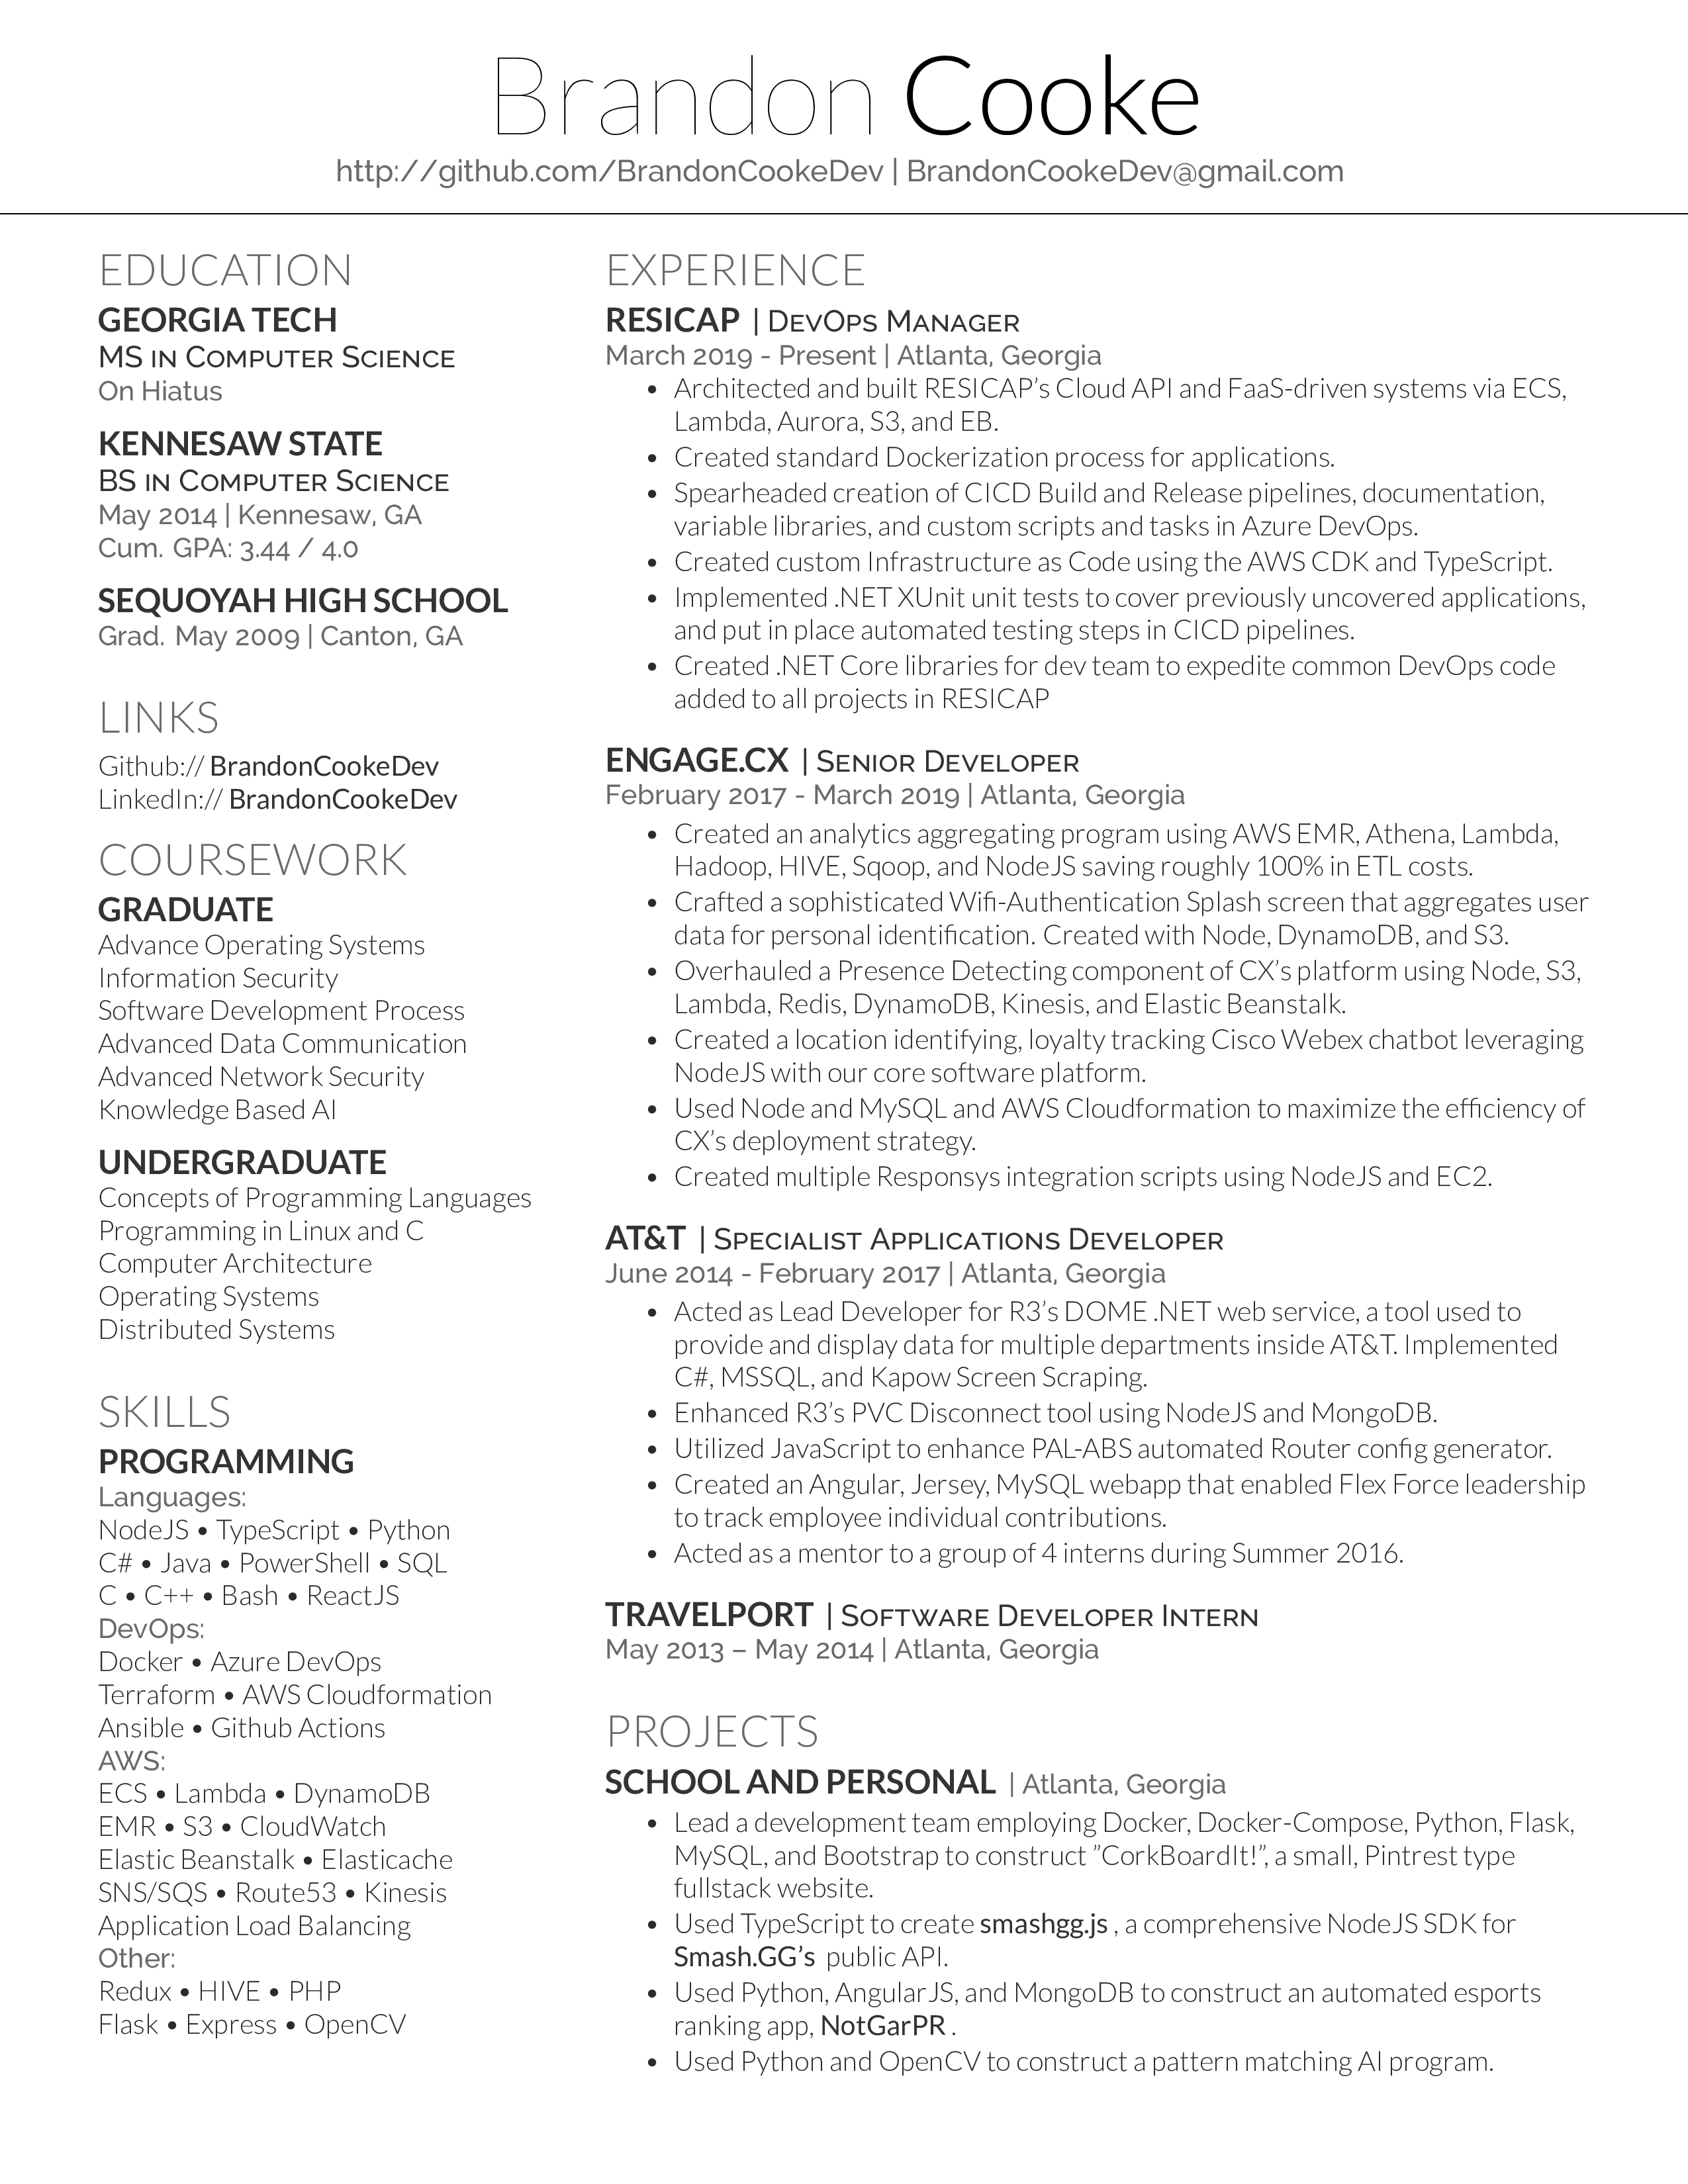 Brandon Cooke
http://github.com/BrandonCookeDev | BrandonCookeDev@gmail.com
EDUCATION
GEORGIA TECH
MS IN COMPUTER SCIENCE
On Hiatus
KENNESAW STATE
BS IN COMPUTER SCIENCE
May 2014 | Kennesaw, GA
Cum. GPA: 3.44 / 4.0
SEQUOYAH HIGH SCHOOL
Grad. May 2009 | Canton, GA
LINKS
Github:// BrandonCookeDev
LinkedIn:// BrandonCookeDev
COURSEWORK
GRADUATE
Advance Operating Systems
Information Security
Software Development Process
Advanced Data Communication
Advanced Network Security
Knowledge Based AI
UNDERGRADUATE
Concepts of Programming Languages
Programming in Linux and C
Computer Architecture
Operating Systems
Distributed Systems
SKILLS
PROGRAMMING
Languages:
NodeJS • TypeScript • Python
C# • Java • PowerShell • SQL
C • C++ • Bash • ReactJS
DevOps:
Docker • Azure DevOps
Terraform • AWS Cloudformation
Ansible • Github Actions
AWS:
ECS • Lambda • DynamoDB
EMR • S3 • CloudWatch
Elastic Beanstalk • Elasticache
SNS/SQS • Route53 • Kinesis
Application Load Balancing
Other:
Redux • HIVE • PHP
Flask • Express • OpenCV
EXPERIENCE
RESICAP | DEVOPS MANAGER
March 2019 - Present | Atlanta, Georgia
• Architected and built RESICAP's Cloud API and FaaS-driven systems via ECS,
Lambda, Aurora, S3, and EB.
• Created standard Dockerization process for applications.
• Spearheaded creation of CICD Build and Release pipelines, documentation,
variable libraries, and custom scripts and tasks in Azure DevOps.
• Created custom Infrastructure as Code using the AWS CDK and TypeScript.
• Implemented .NET XUnit unit tests to cover previously uncovered applications,
and put in place automated testing steps in CICD pipelines.
• Created .NET Core libraries for dev team to expedite common DevOps code
added to all projects in RESICAP
ENGAGE.CX | SENIOR DEVELOPER
February 2017 - March 2019 | Atlanta, Georgia
• Created an analytics aggregating program using AWS EMR, Athena, Lambda,
Hadoop, HIVE, Sqoop, and NodeJS saving roughly 100% in ETL costs.
• Crafted a sophisticated Wifi-Authentication Splash screen that aggregates user
data for personal identification. Created with Node, DynamoDB, and S3.
• Overhauled a Presence Detecting component of CX's platform using Node, S3,
Lambda, Redis, DynamoDB, Kinesis, and Elastic Beanstalk.
• Created a location identifying, loyalty tracking Cisco Webex chatbot leveraging
NodeJS with our core software platform.
• Used Node and MySQL and AWS Cloudformation to maximize the efficiency of
CX's deployment strategy.
• Created multiple Responsys integration scripts using NodeJS and EC2.
AT&T | SPECIALIST APPLICATIONS DEVELOPER
June 2014 - February 2017 | Atlanta, Georgia
• Acted as Lead Developer for R3's DOME .NET web service, a tool used to
provide and display data for multiple departments inside AT&T. Implemented
C#, MSSQL, and Kapow Screen Scraping.
• Enhanced R3's PVC Disconnect tool using NodeJS and MongoDB.
• Utilized JavaScript to enhance PAL-ABS automated Router config generator.
• Created an Angular, Jersey, MySQL webapp that enabled Flex Force leadership
to track employee individual contributions.
• Acted as a mentor to a group of 4 interns during Summer 2016.
TRAVELPORT | SOFTWARE DEVELOPER INTERN
May 2013 – May 2014 | Atlanta, Georgia
PROJECTS
SCHOOL AND PERSONAL | Atlanta, Georgia
• Lead a development team employing Docker, Docker-Compose, Python, Flask,
MySQL, and Bootstrap to construct ”CorkBoardIt!”, a small, Pintrest type
fullstack website.
• Used TypeScript to create smashgg.js , a comprehensive NodeJS SDK for
Smash.GG's public API.
• Used Python, AngularJS, and MongoDB to construct an automated esports
ranking app, NotGarPR .
• Used Python and OpenCV to construct a pattern matching AI program.